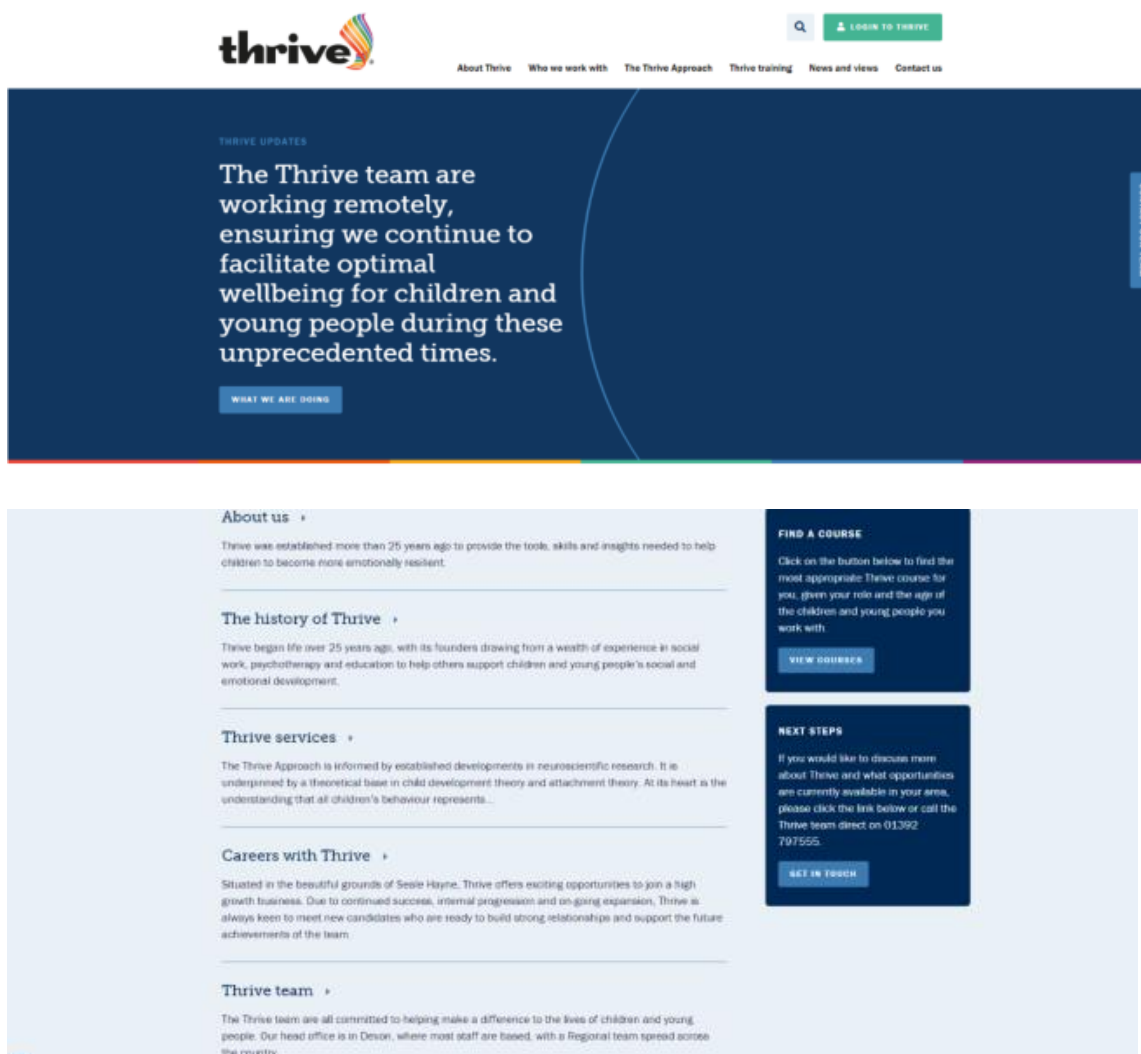 thrive
LOGIN TO THRIVE
About Thrive Who we work with The Thrive Approach Thrive training News and views Contact us
THRIVE UPDATES
The Thrive team are
working remotely,
ensuring we continue to
facilitate optimal
wellbeing for children and
young people during these
unprecedented times.
WHAT WE ARE DOING
About us
Thrive was established more than 25 years ago to provide the tools, skills and insights needed to help
children to become more emotionally resilient.
The history of Thrive
Thrive began life over 25 years ago, with its founders drawing from a wealth of experience in social
work, psychotherapy and education to help others support children and young people's social and
emotional development.
Thrive services
The Thrive Approach is informed by established developments in neuroscientific research. It is
underpinned by a theoretical base in child development theory and attachment theory. At its heart is the
understanding that all children's behaviour represents...
Careers with Thrive
Situated in the beautiful grounds of Seale Hayne, Thrive offers exciting opportunities to join a high
growth business. Due to continued success, internal progression and on-going expansion, Thrive is
always keen to meet new candidates who are ready to build strong relationships and support the future
achievements of the team.
Thrive team
The Thrive team are all committed to helping make a difference to the lives of children and young
people. Our head office is in Devon, where most staff are based, with a Regional team spread across
the country.
FIND A COURSE
Click on the button below to find the
most appropriate Thrive course for
you, given your role and the age of
the children and young people you
work with.
VIEW COURSES
NEXT STEPS
If you would like to discuss more
about Thrive and what opportunities
are currently available in your area,
please click the link below or call the
Thrive team direct on 01392
797555.
GET IN TOUCH